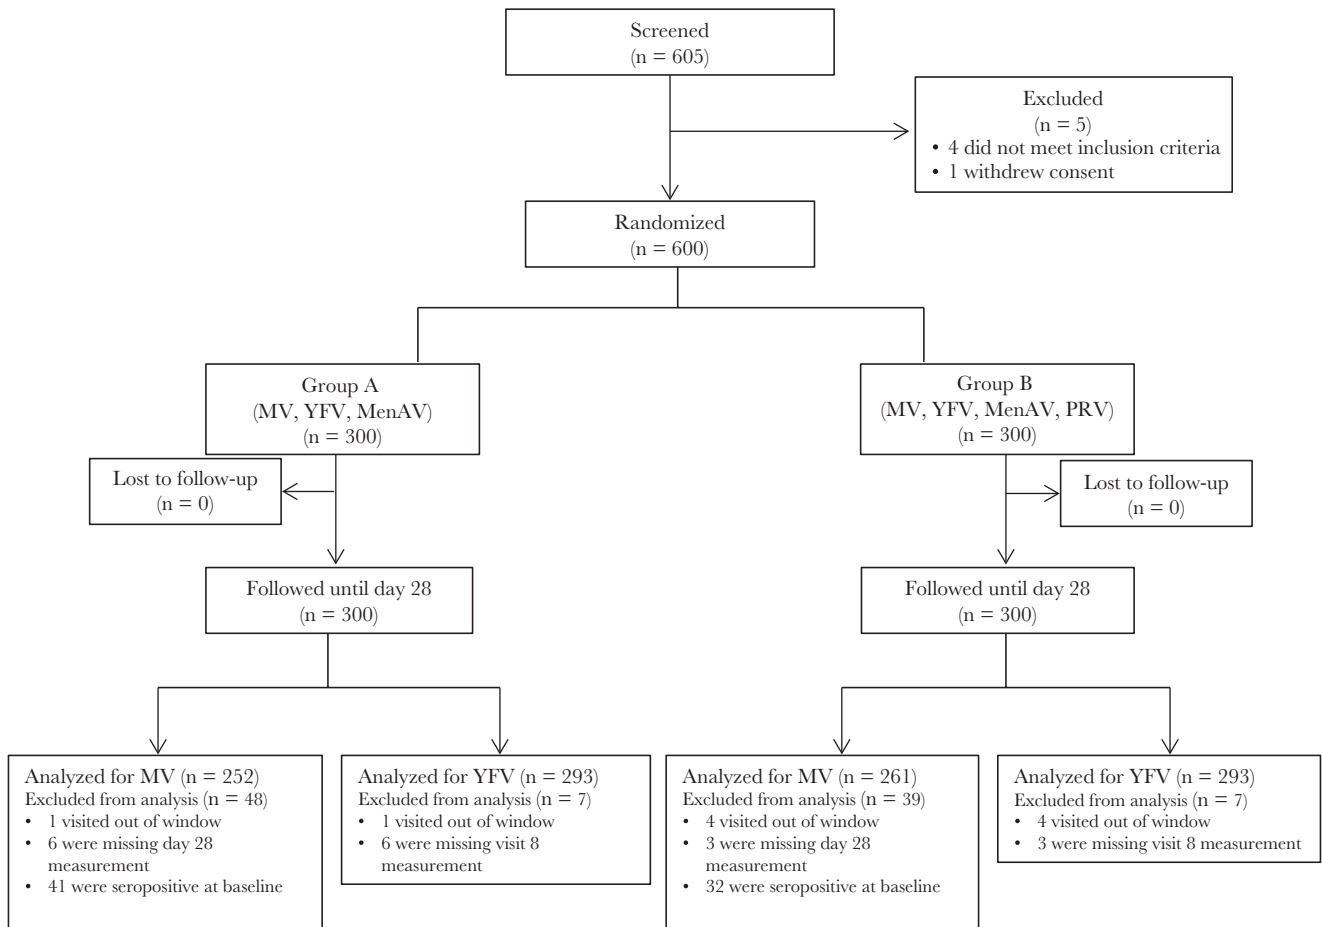 Screened
(n = 605)
Excluded
(n = 5)
• 4 did not meet inclusion criteria
• 1 withdrew consent
Randomized
(n = 600)
Group A
(MV, YFV, MenAV)
(n = 300)
Group B
(MV, YFV, MenAV, PRV)
(n = 300)
Lost to follow-up
(n = 0)
Lost to follow-up
(n = 0)
Followed until day 28
(n = 300)
Followed until day 28
(n = 300)
Analyzed for MV (n = 252)
Excluded from analysis (n = 48)
• 1 visited out of window
• 6 were missing day 28
measurement
• 41 were seropositive at baseline
Analyzed for YFV (n = 293)
Excluded from analysis (n = 7)
• 1 visited out of window
• 6 were missing visit 8
measurement
Analyzed for MV (n = 261)
Excluded from analysis (n = 39)
• 4 visited out of window
• 3 were missing day 28
measurement
• 32 were seropositive at baseline
Analyzed for YFV (n = 293)
Excluded from analysis (n = 7)
• 4 visited out of window
• 3 were missing visit 8 measurement